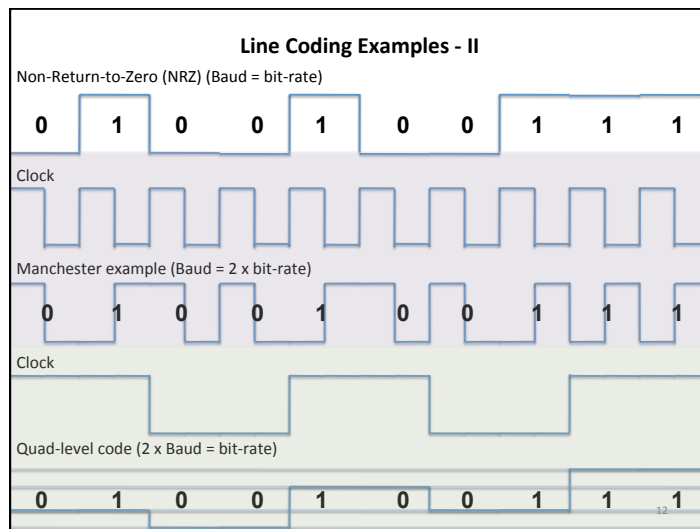 Line Coding Examples - II
Non-Return-to-Zero (NRZ) (Baud = bit-rate)
0 1 0 0 1 0 0 1 1 1
Clock
Manchester example (Baud = 2 x bit-rate)
0 1 0 0 1 0 0 1 1 1
Clock
Quad-level code (2 x Baud = bit-rate)
0 1 0 0 1 0 0 1 1 1
12